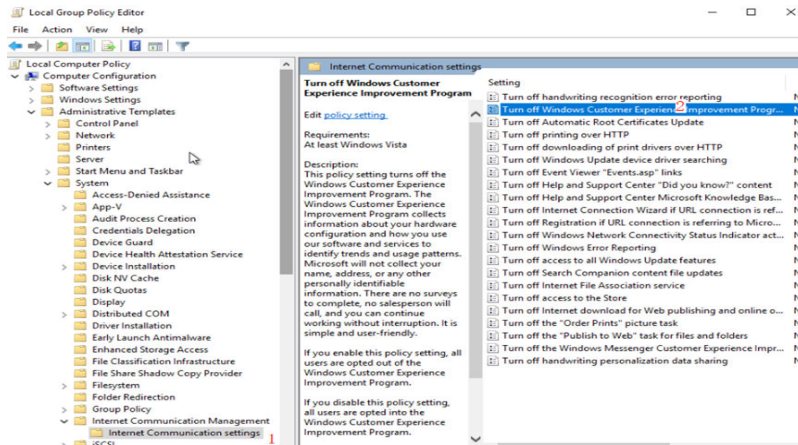 Local Group Policy Editor
File Action View Help
Local Computer Policy
Computer Configuration
Software Settings
Windows Settings
Administrative Templates
Control Panel
Network
Printers
Server
Start Menu and Taskbar
System
Access-Denied Assistance
App-V
Audit Process Creation
Credentials Delegation
Device Guard
Device Health Attestation Service
Device Installation
Disk NV Cache
Disk Quotas
Display
Distributed COM
Driver Installation
Early Launch Antimalware
Enhanced Storage Access
File Classification Infrastructure
File Share Shadow Copy Provider
Filesystem
Folder Redirection
Group Policy
Internet Communication Management
Internet Communication settings 1
iSCSI
Internet Communication settings
Turn off Windows Customer
Experience Improvement Program
Edit policy setting
Requirements:
At least Windows Vista
Description:
This policy setting turns off the
Windows Customer Experience
Improvement Program. The
Windows Customer Experience
Improvement Program collects
information about your hardware
configuration and how you use
our software and services to
identify trends and usage patterns.
Microsoft will not collect your
name, address, or any other
personally identifiable
information. There are no surveys
to complete, no salesperson will
call, and you can continue
working without interruption. It is
simple and user-friendly.
If you enable this policy setting, all
users are opted out of the
Windows Customer Experience
Improvement Program.
If you disable this policy setting,
all users are opted into the
Windows Customer Experience
Improvement Program.
Setting
Turn off handwriting recognition error reporting N
Turn off Windows Customer Experience Improvement Progr... N
2
Turn off Automatic Root Certificates Update N
Turn off printing over HTTP N
Turn off downloading of print drivers over HTTP N
Turn off Windows Update device driver searching N
Turn off Event Viewer "Events.asp" links N
Turn off Help and Support Center "Did you know?" content N
Turn off Help and Support Center Microsoft Knowledge Bas... N
Turn off Internet Connection Wizard if URL connection is ref... N
Turn off Registration if URL connection is referring to Micro... N
Turn off Windows Network Connectivity Status Indicator act... N
Turn off Windows Error Reporting N
Turn off access to all Windows Update features N
Turn off Search Companion content file updates N
Turn off Internet File Association service N
Turn off access to the Store N
Turn off Internet download for Web publishing and online o... N
Turn off the "Order Prints" picture task N
Turn off the "Publish to Web" task for files and folders N
Turn off the Windows Messenger Customer Experience Impr... N
Turn off handwriting personalization data sharing N